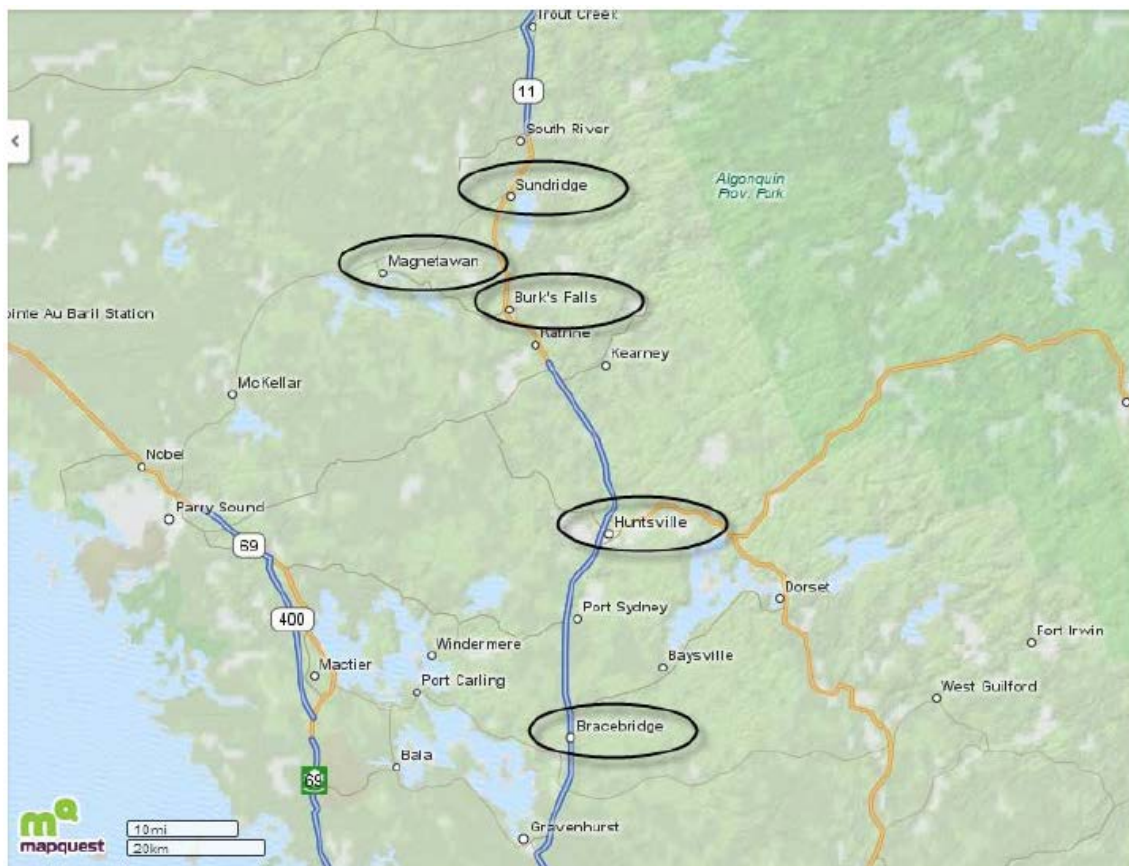 Trout Creek
11
South River
Sundridge
Algonquin
Prov. Park
Magnetawan
Burk's Falls
ointe Au Baril Station
Katrine
Kearney
McKellar
Nobel
Parry Sound
Huntsville
69
Dorset
400
Port Sydney
Fort Irwin
Windermere
Baysville
Mactier
Port Carling
West Guilford
Bracebridge
Bala
69
mapquest
10mi
20km
Gravenhurst